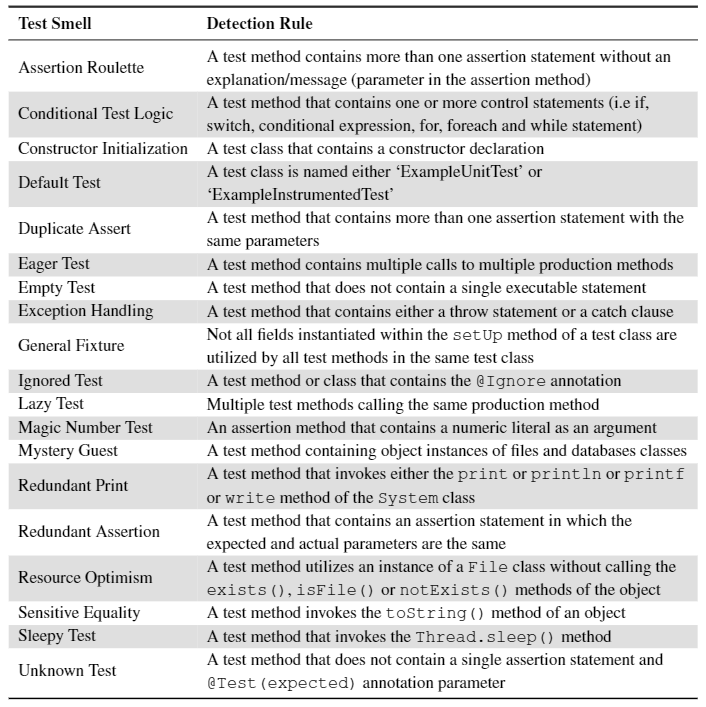 Test Smell Detection Rule
Assertion Roulette
A test method contains more than one assertion statement without an
explanation/message (parameter in the assertion method)
Conditional Test Logic
A test method that contains one or more control statements (i.e if,
switch, conditional expression, for, foreach and while statement)
Constructor Initialization A test class that contains a constructor declaration
Default Test
A test class is named either ‘ExampleUnitTest’ or
‘ExampleInstrumentedTest’
Duplicate Assert
A test method that contains more than one assertion statement with the
same parameters
Eager Test A test method contains multiple calls to multiple production methods
Empty Test A test method that does not contain a single executable statement
Exception Handling A test method that contains either a throw statement or a catch clause
General Fixture
Not all fields instantiated within the setUp method of a test class are
utilized by all test methods in the same test class
Ignored Test A test method or class that contains the @Ignore annotation
Lazy Test Multiple test methods calling the same production method
Magic Number Test An assertion method that contains a numeric literal as an argument
Mystery Guest A test method containing object instances of files and databases classes
Redundant Print
A test method that invokes either the print or println or printf
or write method of the System class
Redundant Assertion
A test method that contains an assertion statement in which the
expected and actual parameters are the same
Resource Optimism
A test method utilizes an instance of a File class without calling the
exists(), isFile() or notExists() methods of the object
Sensitive Equality A test method invokes the toString() method of an object
Sleepy Test A test method that invokes the Thread.sleep() method
Unknown Test
A test method that does not contain a single assertion statement and
@Test(expected) annotation parameter